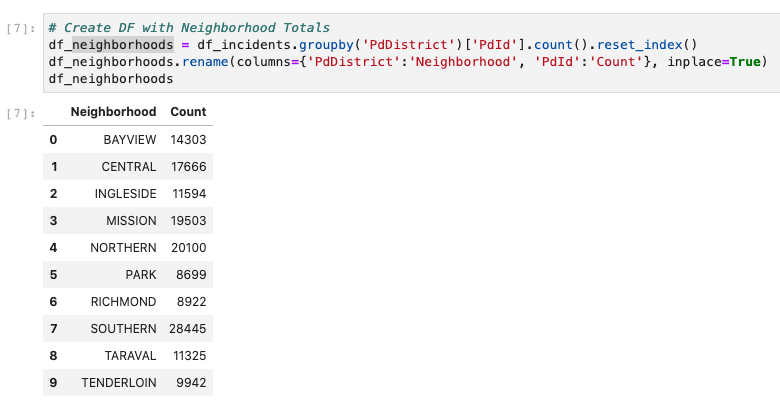 [7]: # Create DF with Neighborhood Totals
df_neighborhoods = df_incidents.groupby('PdDistrict')['PdId'].count().reset_index()
df_neighborhoods.rename(columns={'PdDistrict':'Neighborhood', 'PdId':'Count'}, inplace=True)
df_neighborhoods
[7]: Neighborhood Count
0 BAYVIEW 14303
1 CENTRAL 17666
2 INGLESIDE 11594
3 MISSION 19503
4 NORTHERN 20100
5 PARK 8699
6 RICHMOND 8922
7 SOUTHERN 28445
8 TARAVAL 11325
9 TENDERLOIN 9942